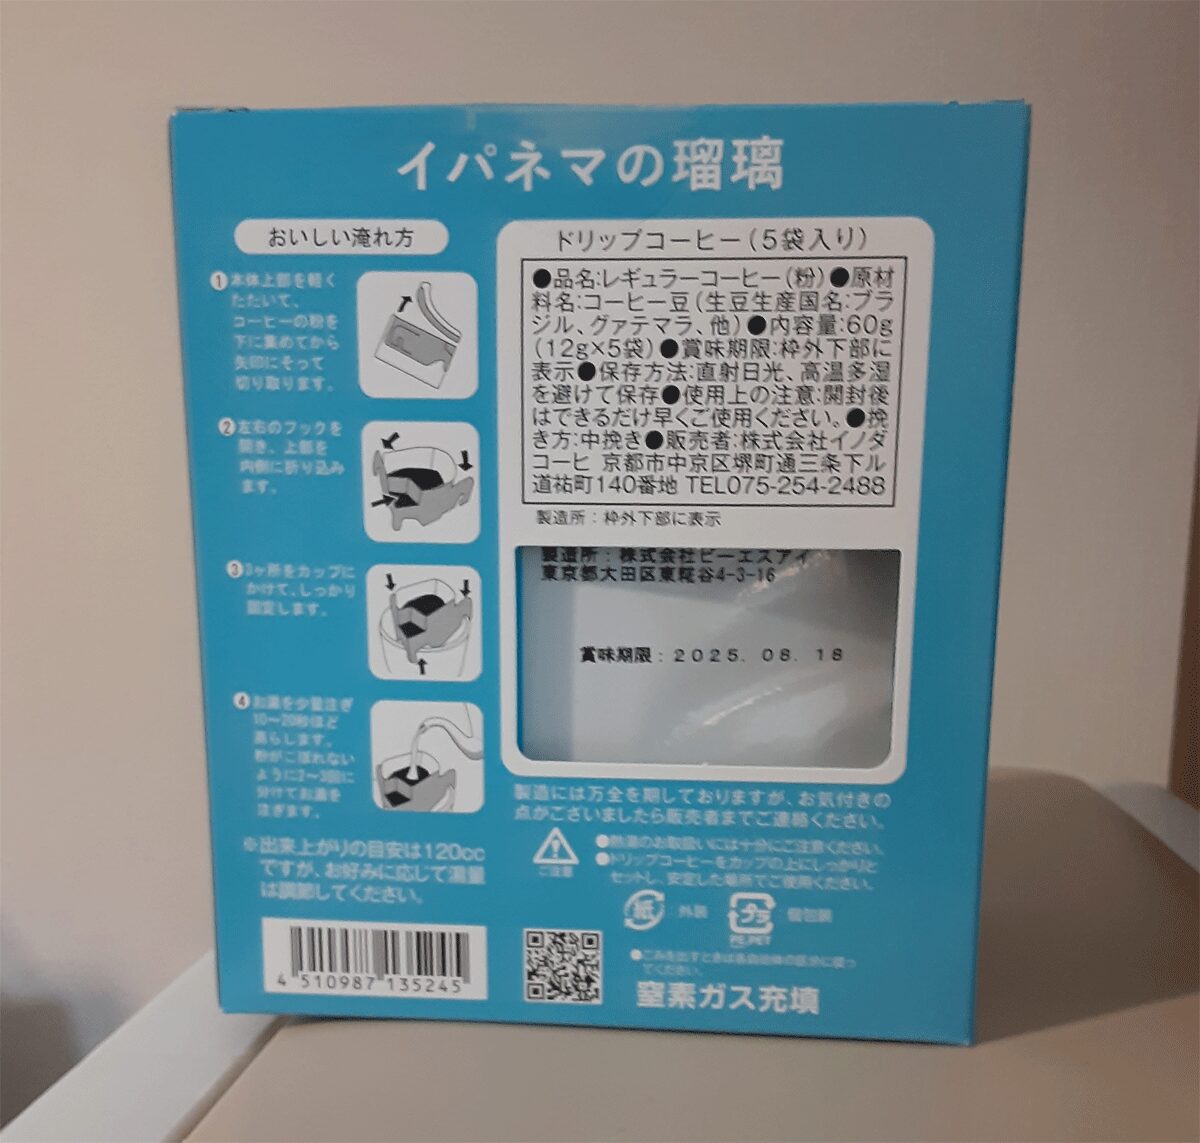 イパネマの瑠璃
おいしい淹れ方
①本体上部を軽く
たたいて、
コーヒーの粉を
下に集めてから
矢印にそって
切り取ります。
②左右のフックを
開き、上部を
内側に折り込み
ます。
③3ヶ所をカップに
かけて、しっかり
固定します。
④お湯を少量注ぎ
10〜20秒ほど
蒸らします。
粉がこぼれない
ように2〜3回に
分けてお湯を
注ぎます。
※出来上がりの目安は120cc
ですが、お好みに応じて湯量
は調節してください。
4 510987 135245
ドリップコーヒー(5袋入り)
●品名:レギュラーコーヒー(粉)●原材
料名:コーヒー豆(生豆生産国名:ブラ
ジル、グァテマラ、他)●内容量:60g
(12g×5袋)●賞味期限:枠外下部に
表示●保存方法:直射日光、高温多湿
を避けて保存●使用上の注意:開封後
はできるだけ早くご使用ください。●挽
き方:中挽き●販売者:株式会社イノダ
コーヒ 京都市中京区堺町通三条下ル
道祐町140番地 TEL075-254-2488
製造所:枠外下部に表示
製造所:株式会社ピーエスアイ
東京都大田区東糀谷4-3-16
賞味期限:2025.08.18
製造には万全を期しておりますが、お気付きの
点がございましたら販売者までご連絡ください。
ご注意
●熱湯のお取扱いには十分にご注意ください。
●ドリップコーヒーをカップの上にしっかりと
セットし、安定した場所でご使用ください。
紙 外装
プラ 個包装
PE,PET
●ごみを出すときは各自治体の区分に従っ
てください。
窒素ガス充填